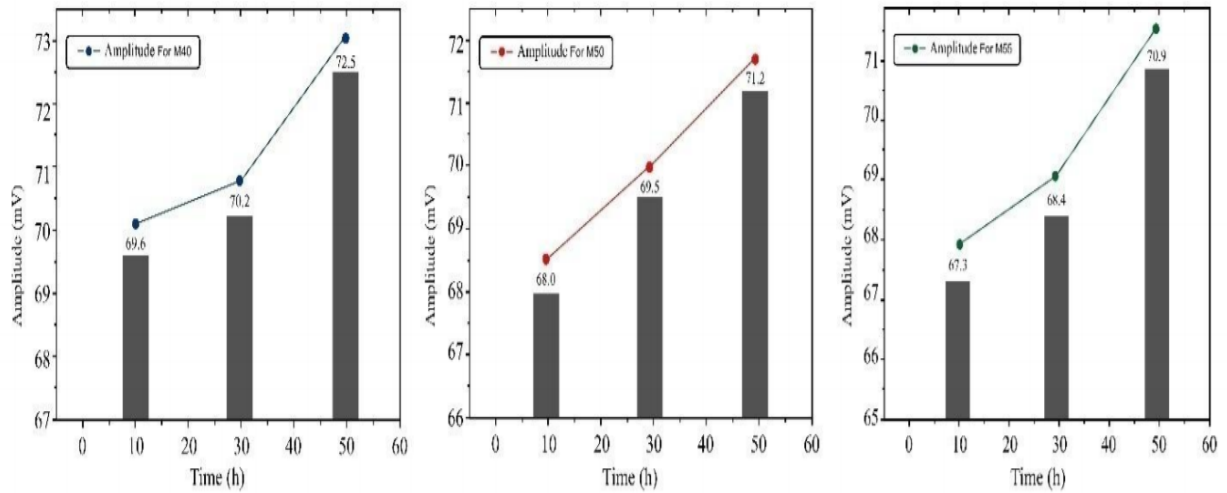 Amplitude For M40
73
72
71
70
69
68
67
Amplitude (mV)
69.6
70.2
72.5
0 10 20 30 40 50 60
Time (h)
Amplitude For M50
72
71
70
69
68
67
66
Amplitude (mV)
68.0
69.5
71.2
0 10 20 30 40 50 60
Time (h)
Amplitude For M55
71
70
69
68
67
66
65
Amplitude (mV)
67.3
68.4
70.9
0 10 20 30 40 50 60
Time (h)